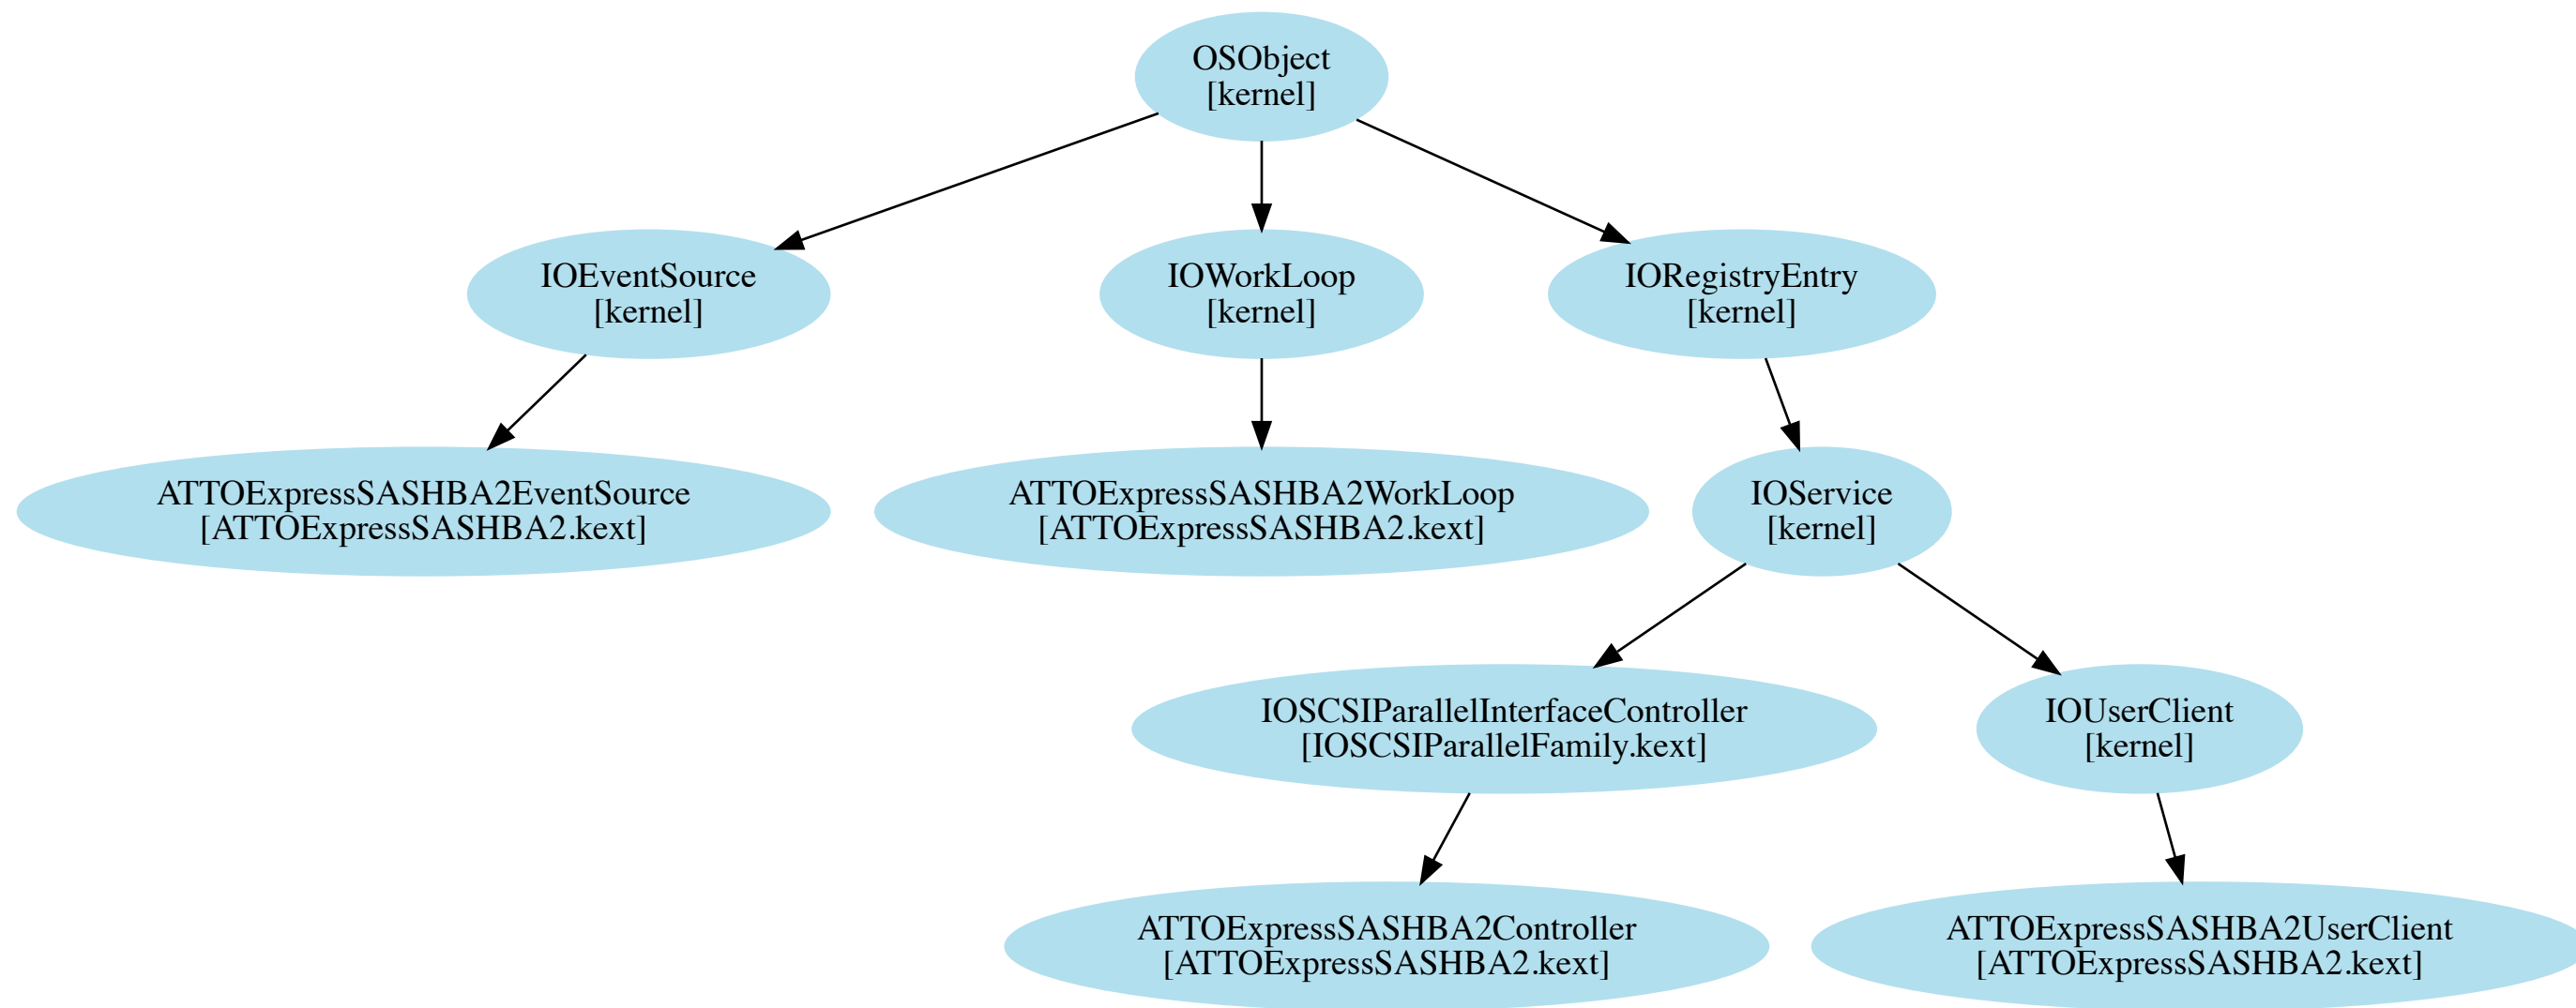 OSObject
[kernel]
IOEventSource
[kernel]
IOWorkLoop
[kernel]
IORegistryEntry
[kernel]
ATTOExpressSASHBA2EventSource
[ATTOExpressSASHBA2.kext]
ATTOExpressSASHBA2WorkLoop
[ATTOExpressSASHBA2.kext]
IOService
[kernel]
IOSCSIParallelInterfaceController
[IOSCSIParallelFamily.kext]
IOUserClient
[kernel]
ATTOExpressSASHBA2Controller
[ATTOExpressSASHBA2.kext]
ATTOExpressSASHBA2UserClient
[ATTOExpressSASHBA2.kext]